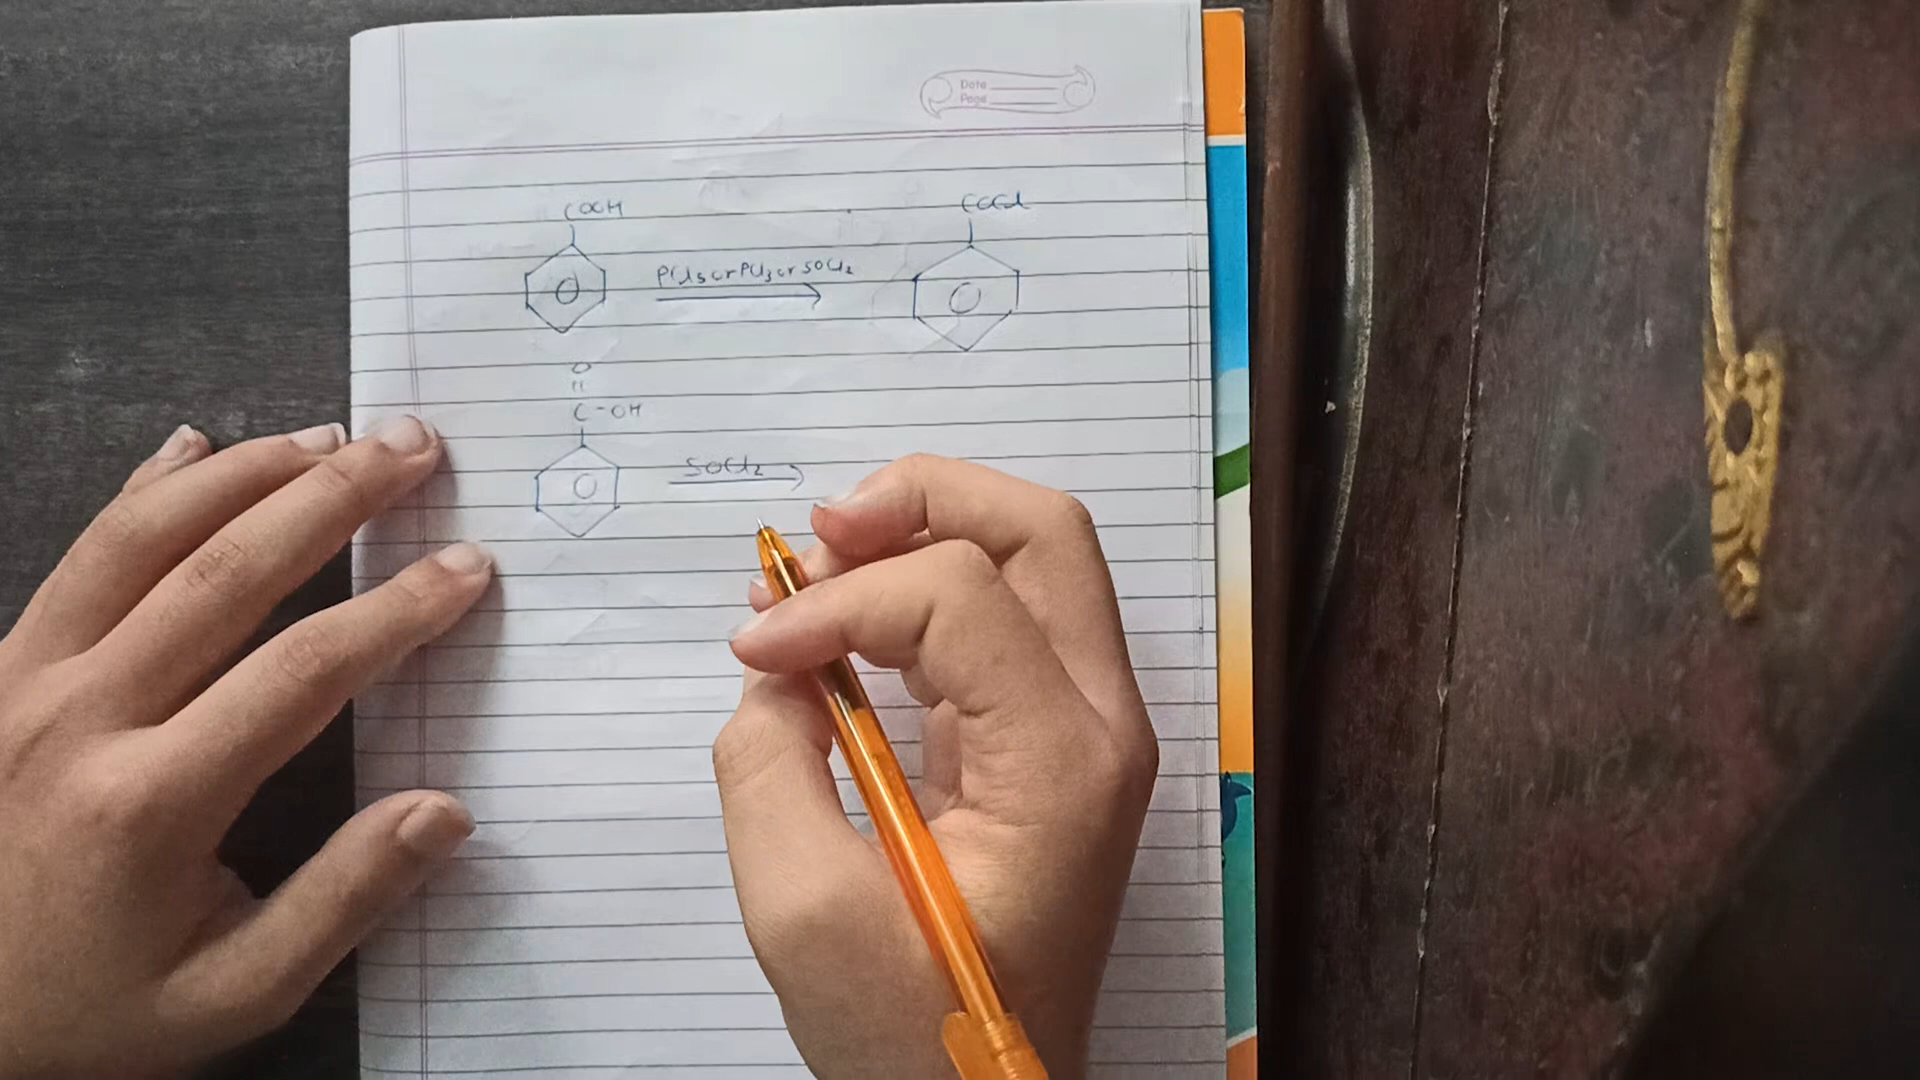 Date
Page
COOH
COCl
PCl5 or PCl3 or SOCl2
O
C-OH
SOCl2